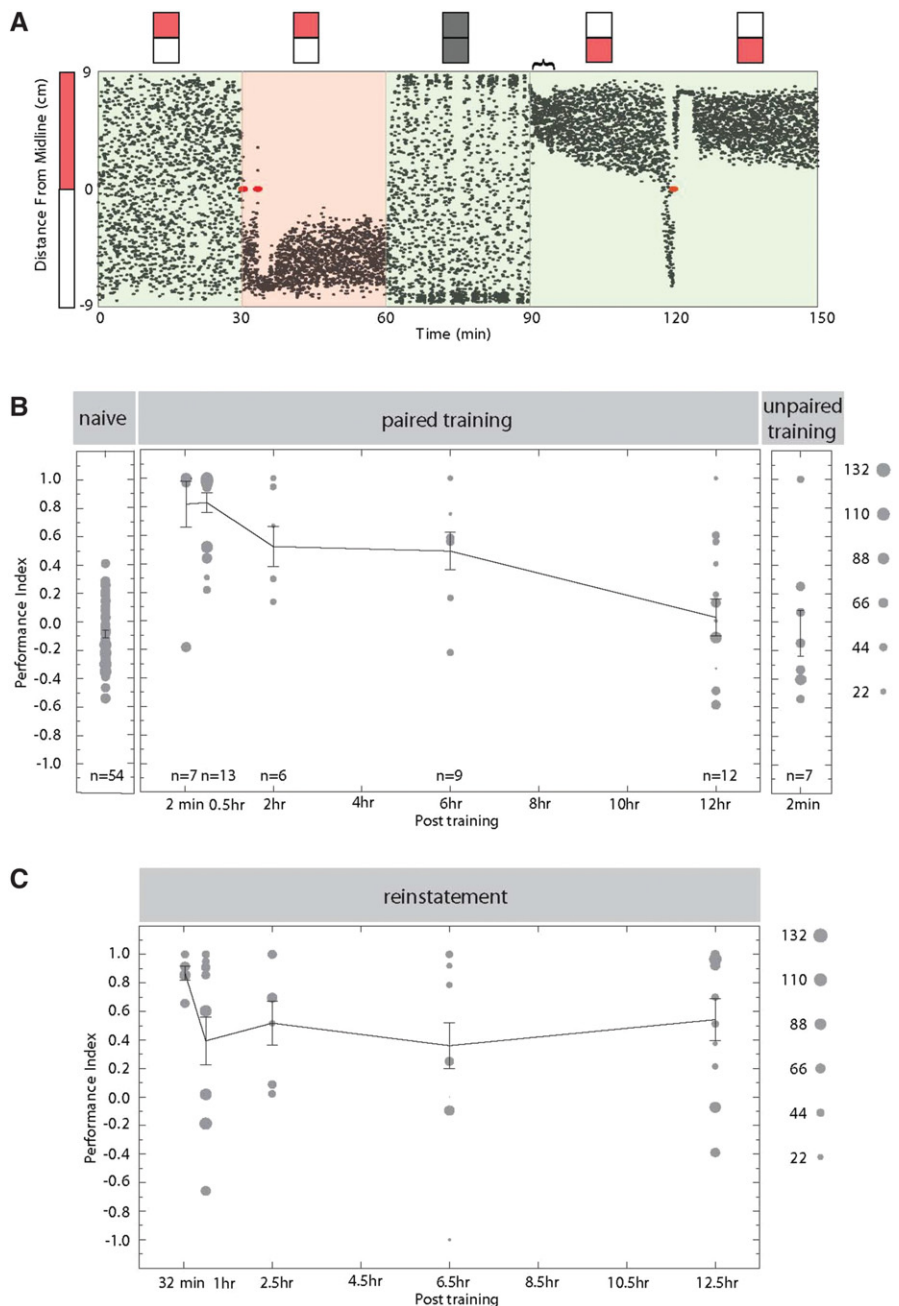 A
Distance From Midline (cm)
9
0
-9
0 30 60 90 120 150
Time (min)
B
naive
paired training
unpaired
training
Performance Index
1.0
0.8
0.6
0.4
0.2
0.0
-0.2
-0.4
-0.6
-0.8
-1.0
n=54
n=7 n=13 n=6 n=9 n=12
n=7
2 min 0.5hr 2hr 4hr 6hr 8hr 10hr 12hr
Post training
2min
132
110
88
66
44
22
C
reinstatement
Performance Index
1.0
0.8
0.6
0.4
0.2
0.0
-0.2
-0.4
-0.6
-0.8
-1.0
32 min 1hr 2.5hr 4.5hr 6.5hr 8.5hr 10.5hr 12.5hr
Post training
132
110
88
66
44
22